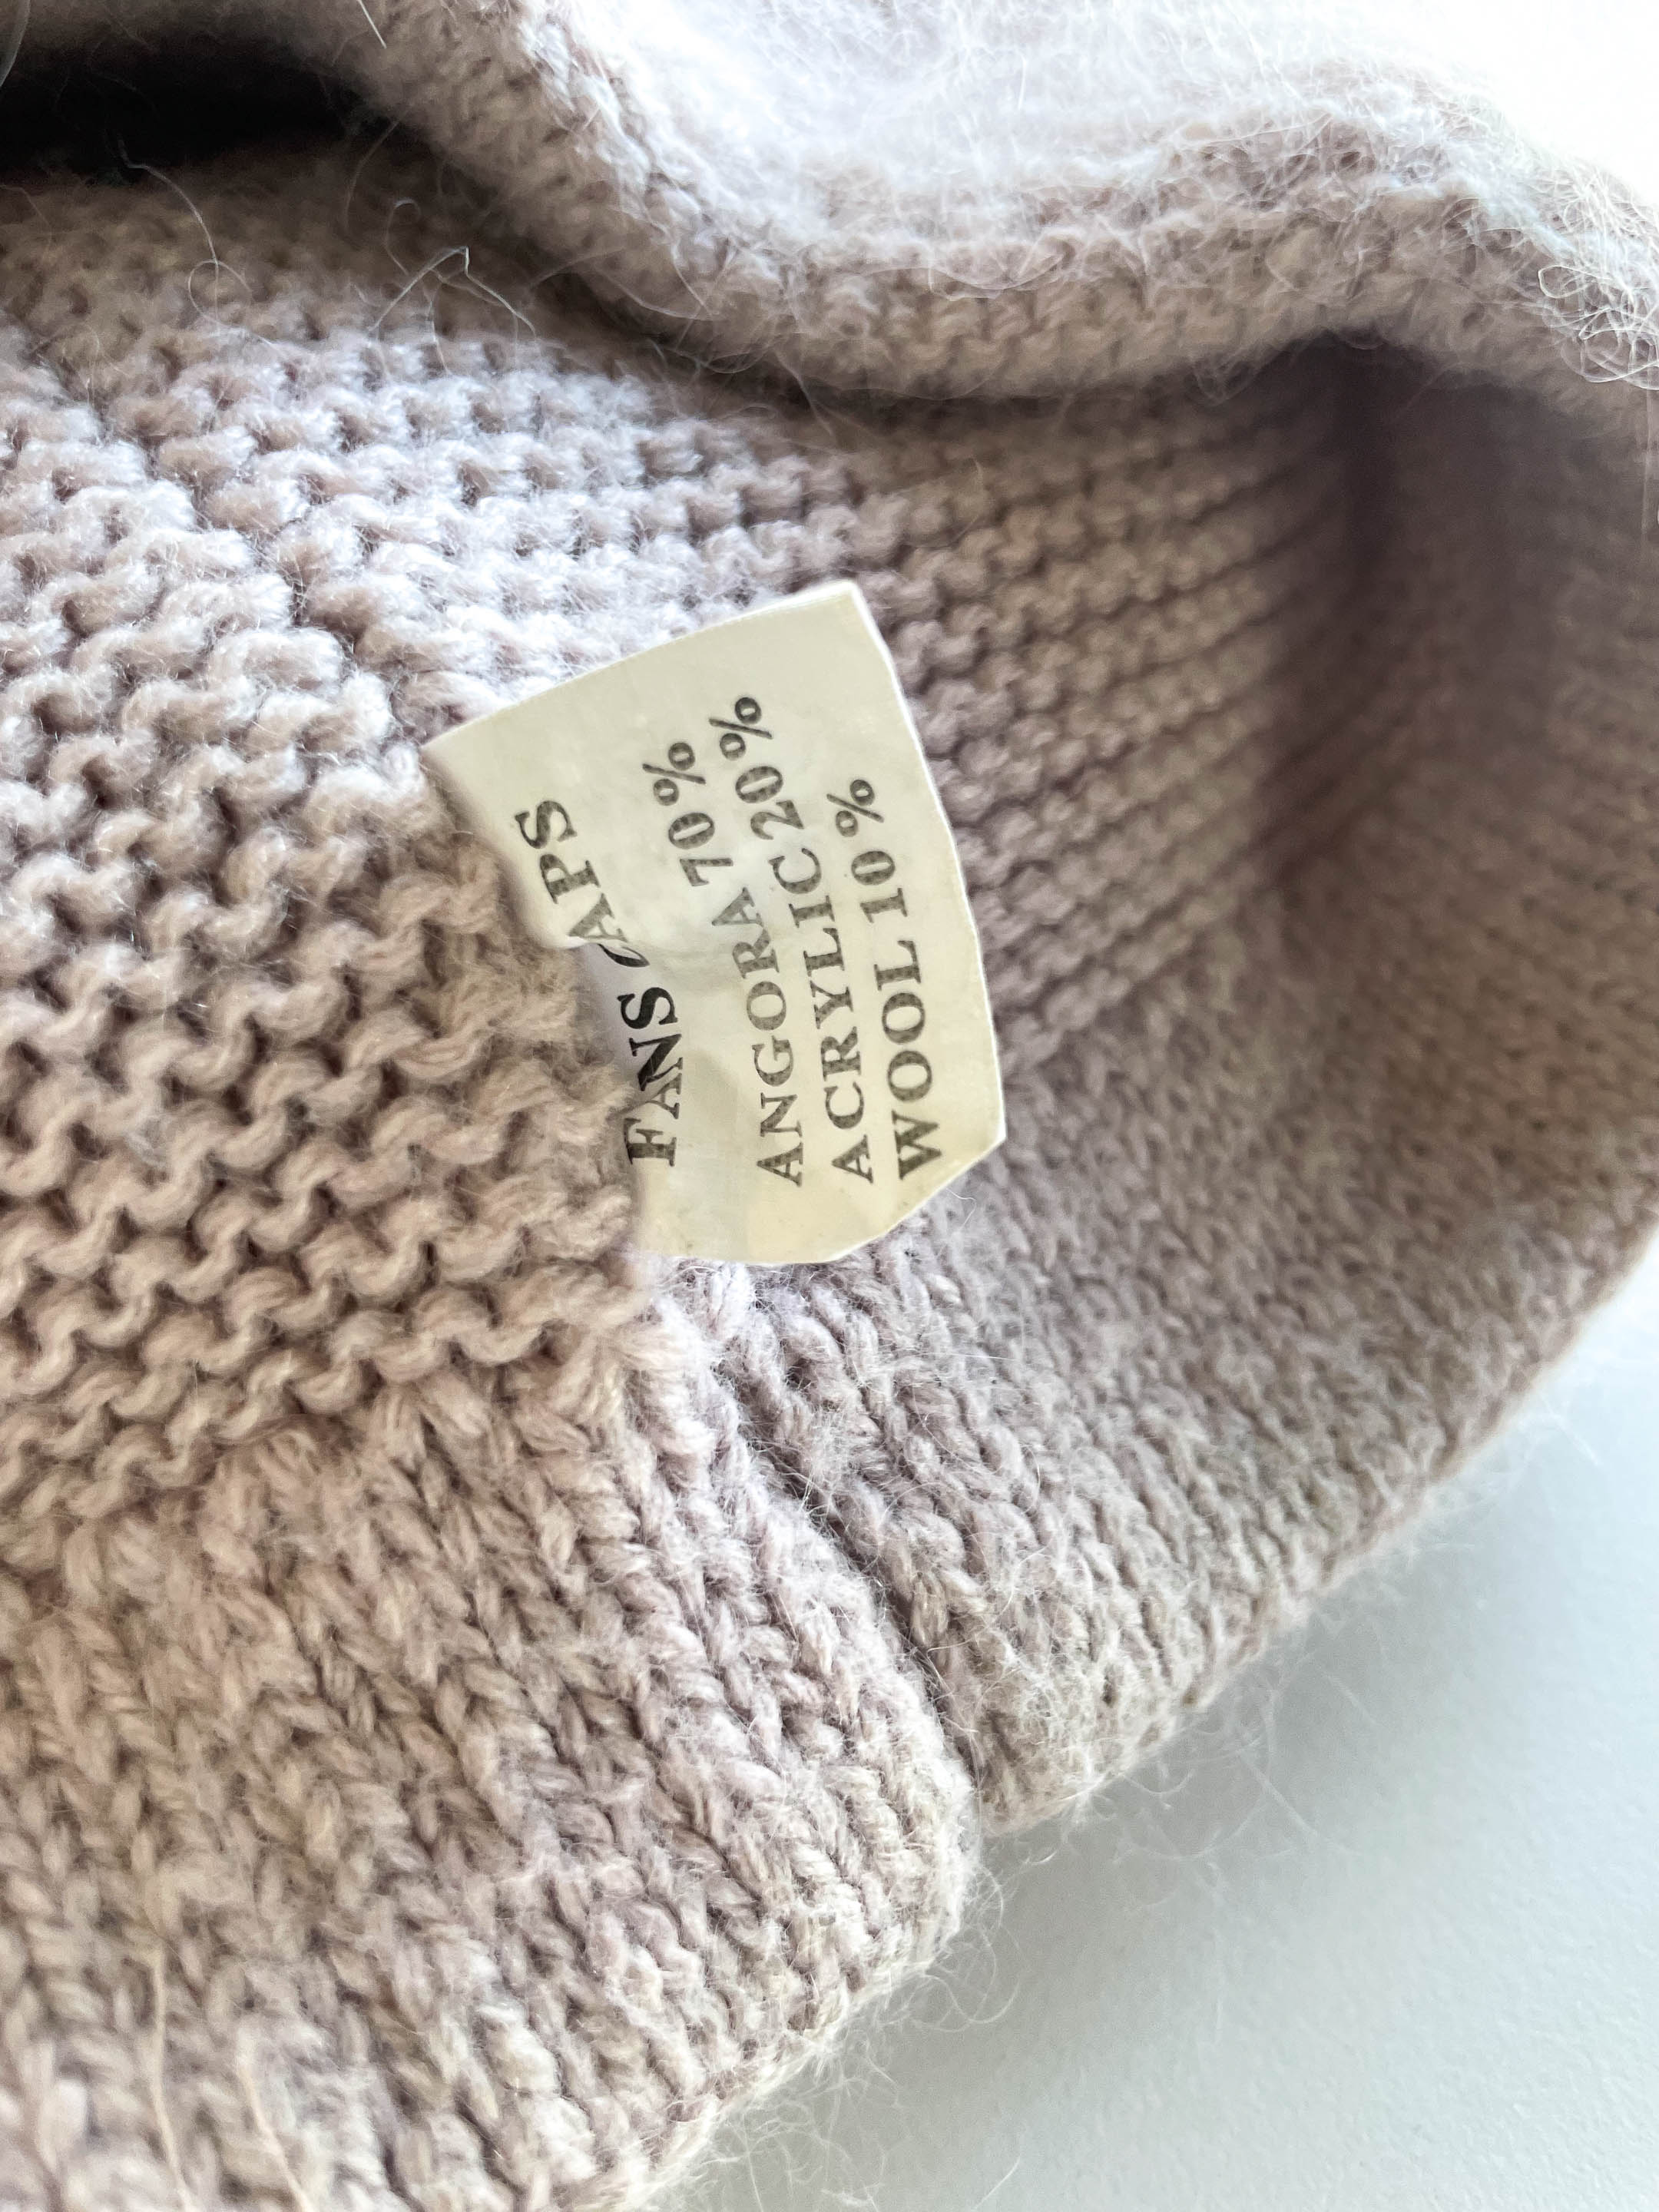 FANS CAPS
ANGORA 70%
ACRYLIC 20%
WOOL 10%